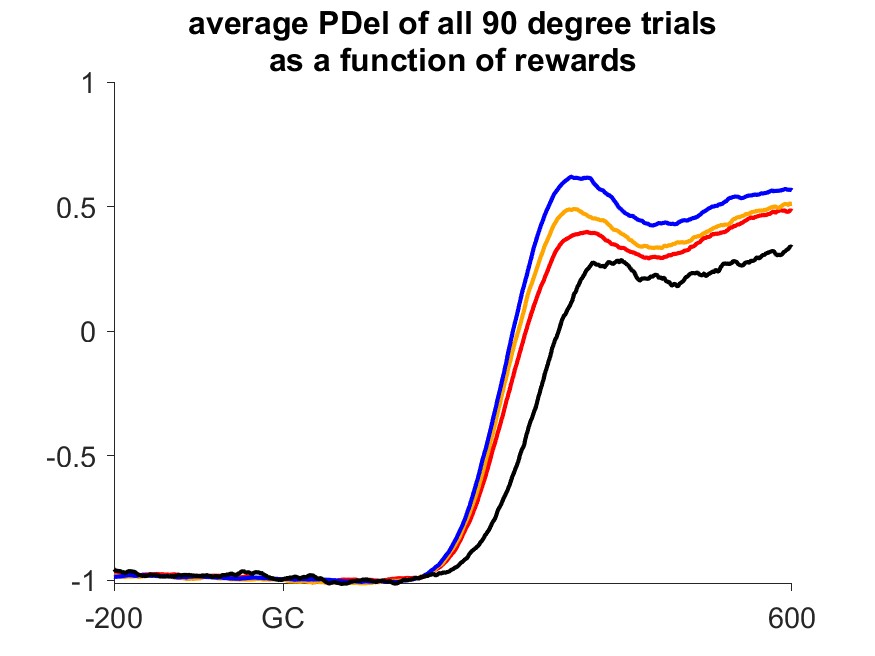 average PDel of all 90 degree trials
as a function of rewards
1
0.5
0
-0.5
-1
-200 GC 600